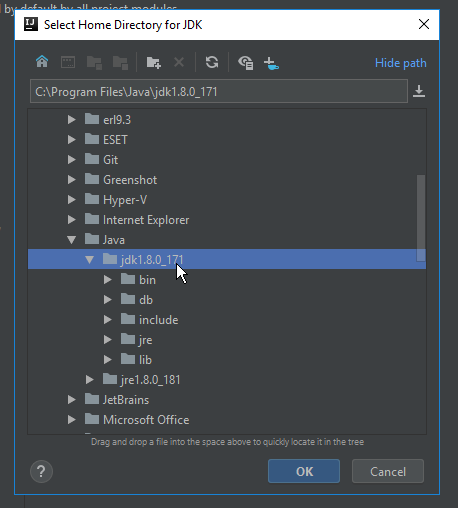 by default by all project modules
IJ
Select Home Directory for JDK
Hide path
C:\Program Files\Java\jdk1.8.0_171
erl9.3
ESET
Git
Greenshot
Hyper-V
Internet Explorer
Java
jdk1.8.0_171
bin
db
include
jre
lib
jre1.8.0_181
JetBrains
Microsoft Office
Drag and drop a file into the space above to quickly locate it in the tree
?
OK
Cancel